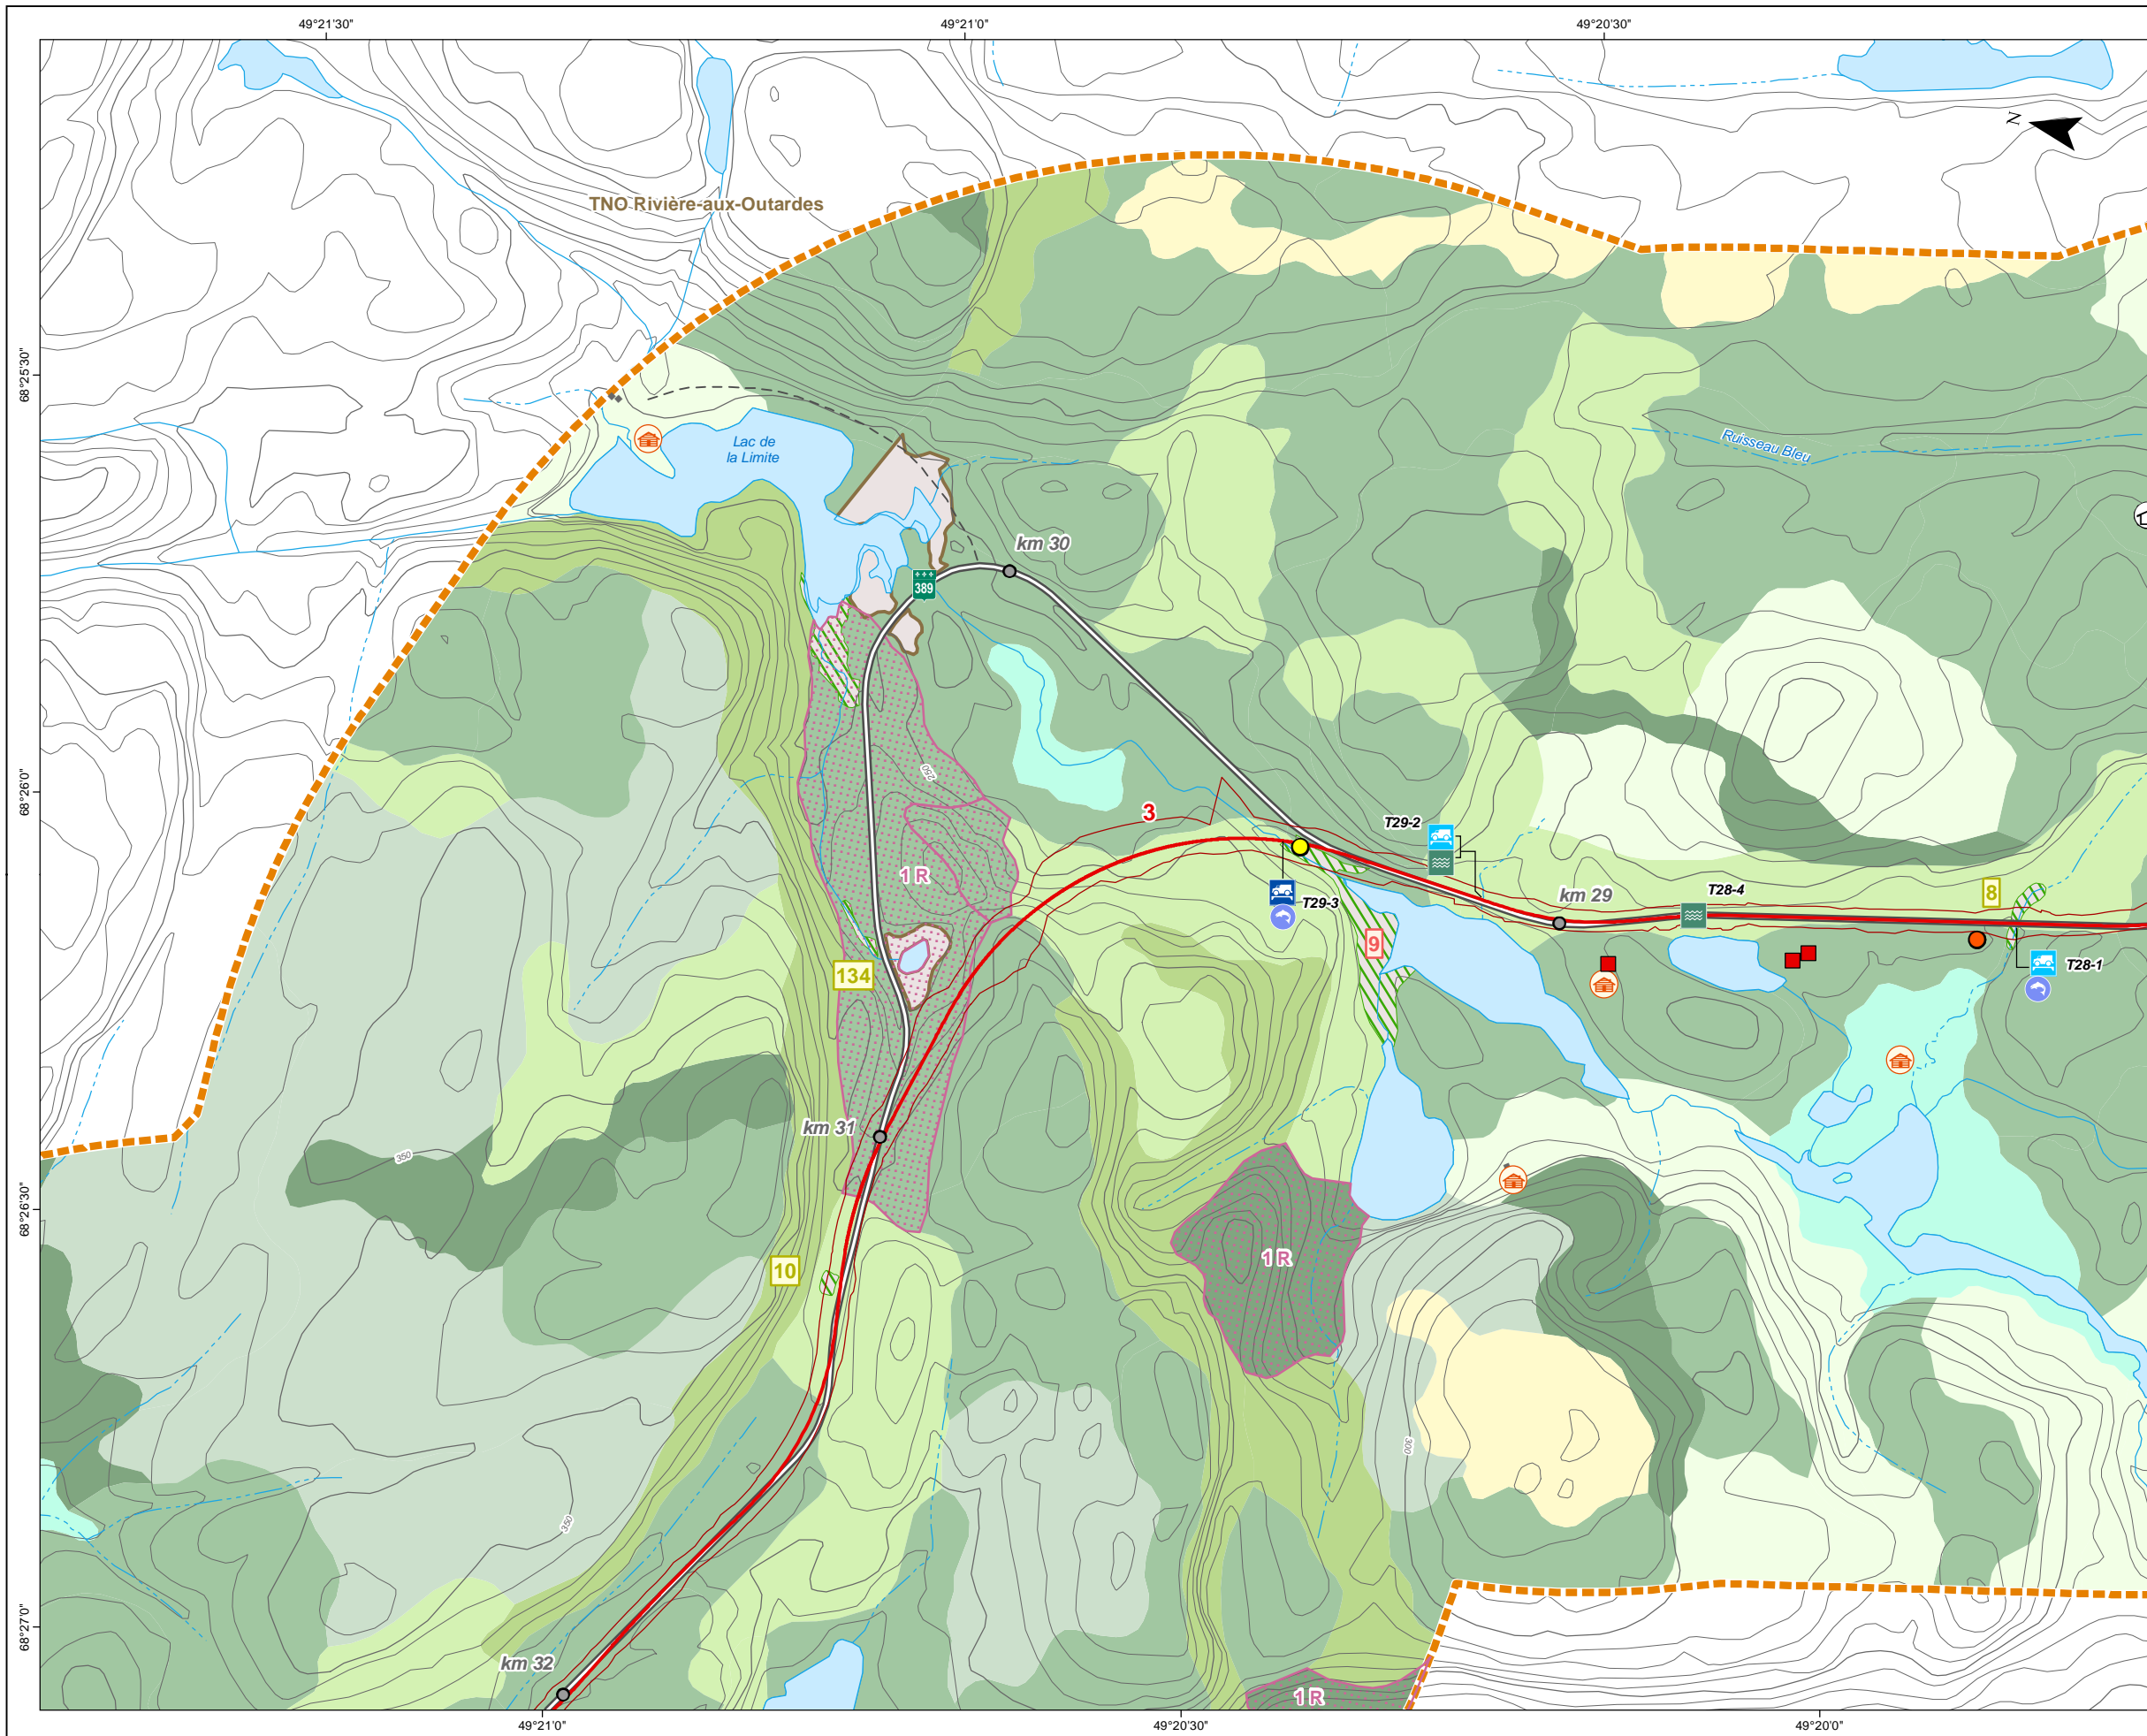 49°21'30"
49°21'0"
49°20'30"
N
TNO Rivière-aux-Outardes
68°25'30"
Lac de
la Limite
Ruisseau Bleu
km 30
389
250
68°26'0"
3
T29-2
1 R
km 29
T28-4
8
T29-3
9
134
T28-1
km 31
350
68°26'30"
1 R
10
300
350
68°27'0"
km 32
1 R
49°21'0"
49°20'30"
49°20'0"